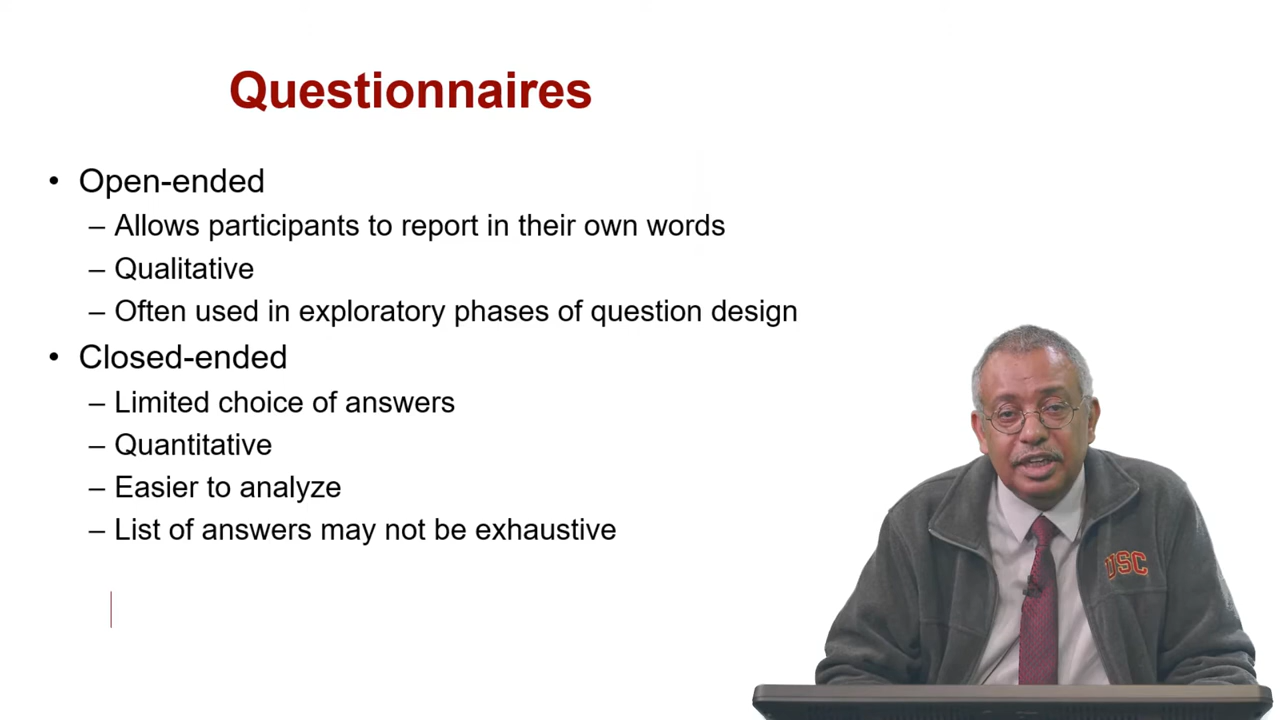 Questionnaires
• Open-ended
– Allows participants to report in their own words
– Qualitative
– Often used in exploratory phases of question design
• Closed-ended
– Limited choice of answers
– Quantitative
– Easier to analyze
– List of answers may not be exhaustive
USC